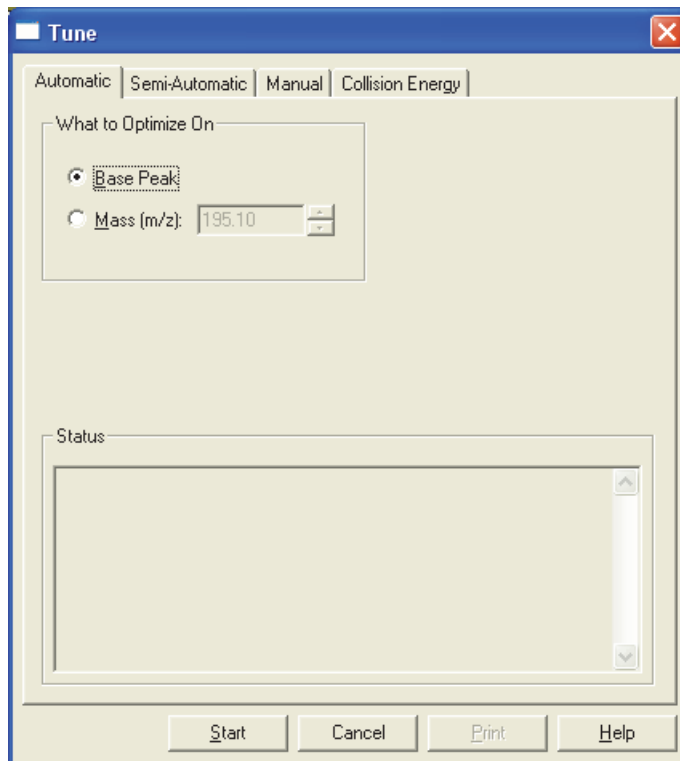 Tune
Automatic Semi-Automatic Manual Collision Energy
What to Optimize On
Base Peak
Mass (m/z): 195.10
Status
Start Cancel Print Help